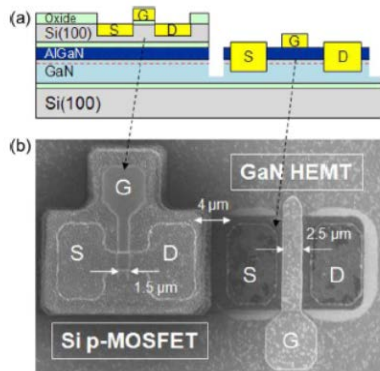 (a)
G
Oxide
Si(100)
S
D
AlGaN
GaN
G
S
D
Si(100)
(b)
GaN HEMT
G
4 μm
2.5 μm
S
D
S
D
1.5 μm
Si p-MOSFET
G